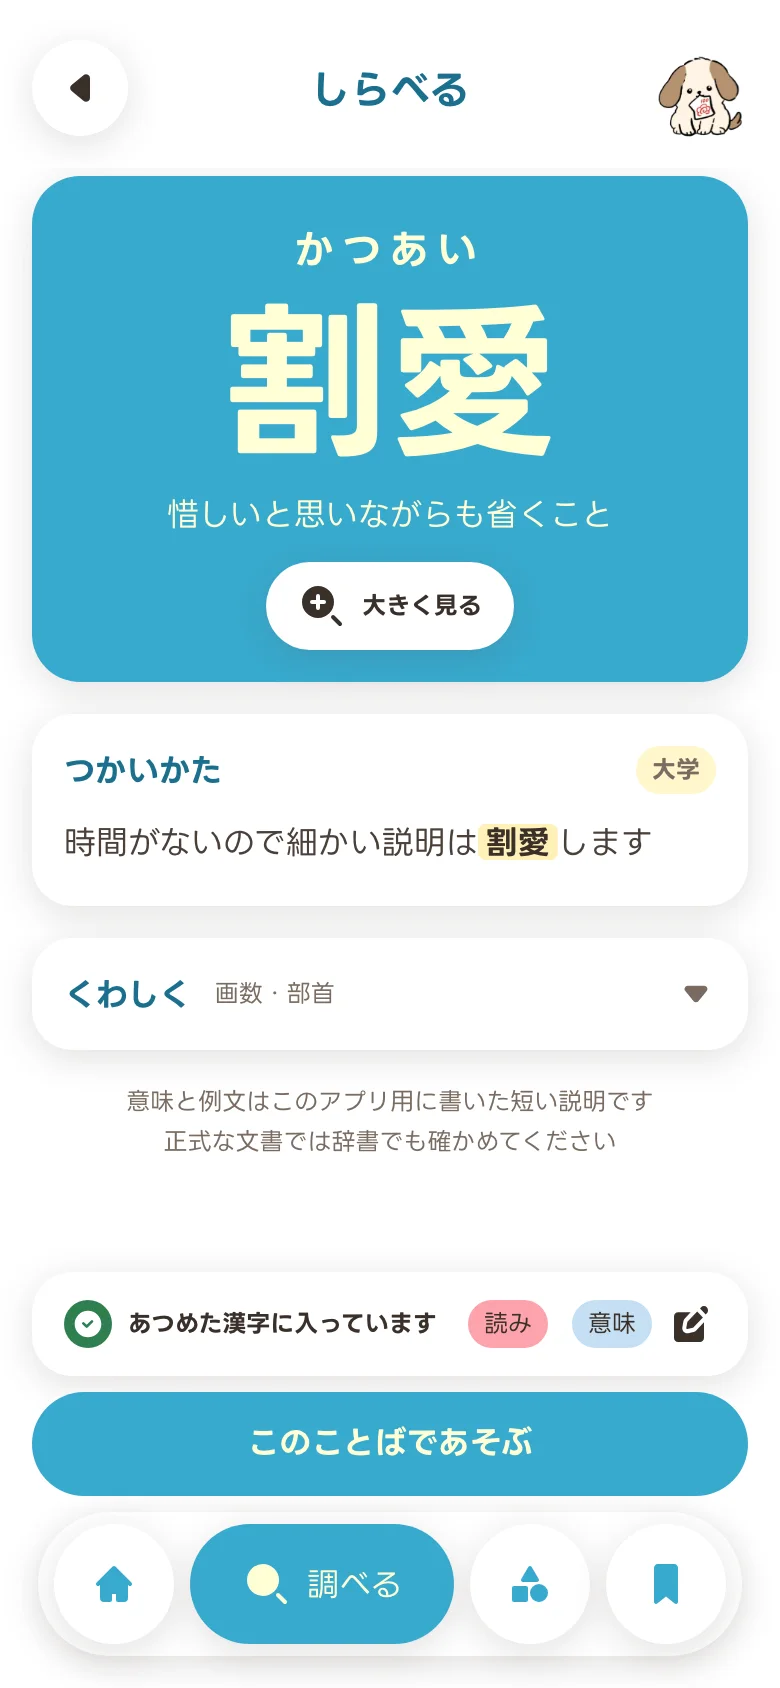 しらべる
かつあい
割愛
惜しいと思いながらも省くこと
大きく見る
つかいかた
大学
時間がないので細かい説明は割愛します
くわしく 画数・部首
意味と例文はこのアプリ用に書いた短い説明です
正式な文書では辞書でも確かめてください
あつめた漢字に入っています 読み 意味
このことばであそぶ
調べる